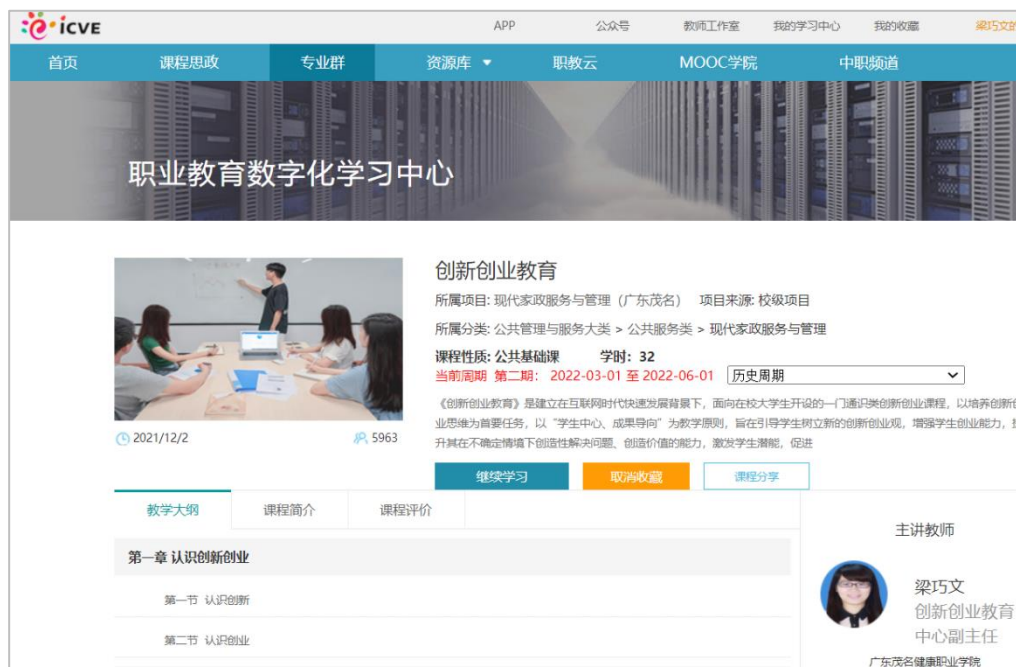 icve
APP 公众号 教师工作室 我的学习中心 我的收藏 梁巧文的
首页 课程思政 专业群 资源库 职教云 MOOC学院 中职频道
职业教育数字化学习中心
创新创业教育
所属项目: 现代家政服务与管理（广东茂名） 项目来源: 校级项目
所属分类: 公共管理与服务大类 > 公共服务类 > 现代家政服务与管理
课程性质: 公共基础课 学时: 32
当前周期 第二期: 2022-03-01 至 2022-06-01 历史周期
《创新创业教育》是建立在互联网时代快速发展背景下，面向在校大学生开设的一门通识类创新创业课程，以培养创新创
业思维为首要任务，以“学生中心、成果导向”为教学原则，旨在引导学生树立新的创新创业观，增强学生创业能力，提
升其在不确定情境下创造性解决问题、创造价值的能力，激发学生潜能，促进
2021/12/2 5963
继续学习 取消收藏 课程分享
教学大纲 课程简介 课程评价
第一章 认识创新创业
第一节 认识创新
第二节 认识创业
主讲教师
梁巧文
创新创业教育
中心副主任
广东茂名健康职业学院